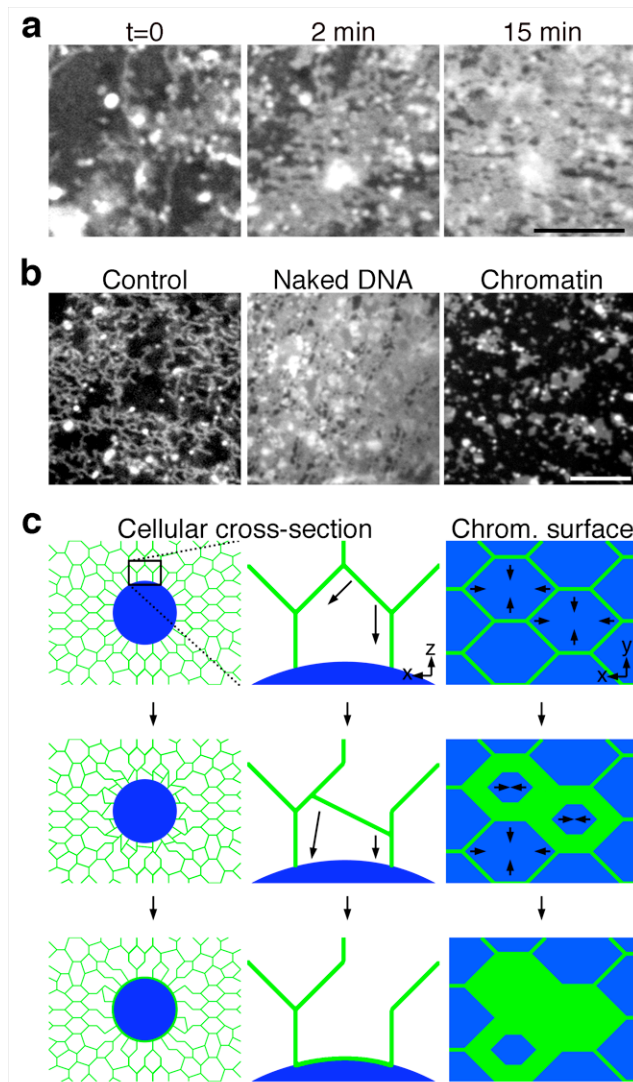 a
t=0 2 min 15 min
b
Control Naked DNA Chromatin
c
Cellular cross-section Chrom. surface
z
x
y
x